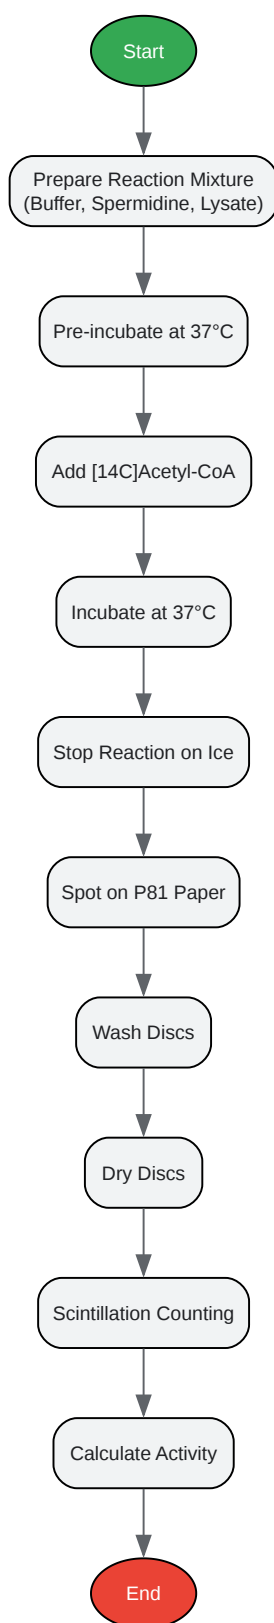 Start
Prepare Reaction Mixture
(Buffer, Spermidine, Lysate)
Pre-incubate at 37°C
Add [14C]Acetyl-CoA
Incubate at 37°C
Stop Reaction on Ice
Spot on P81 Paper
Wash Discs
Dry Discs
Scintillation Counting
Calculate Activity
End